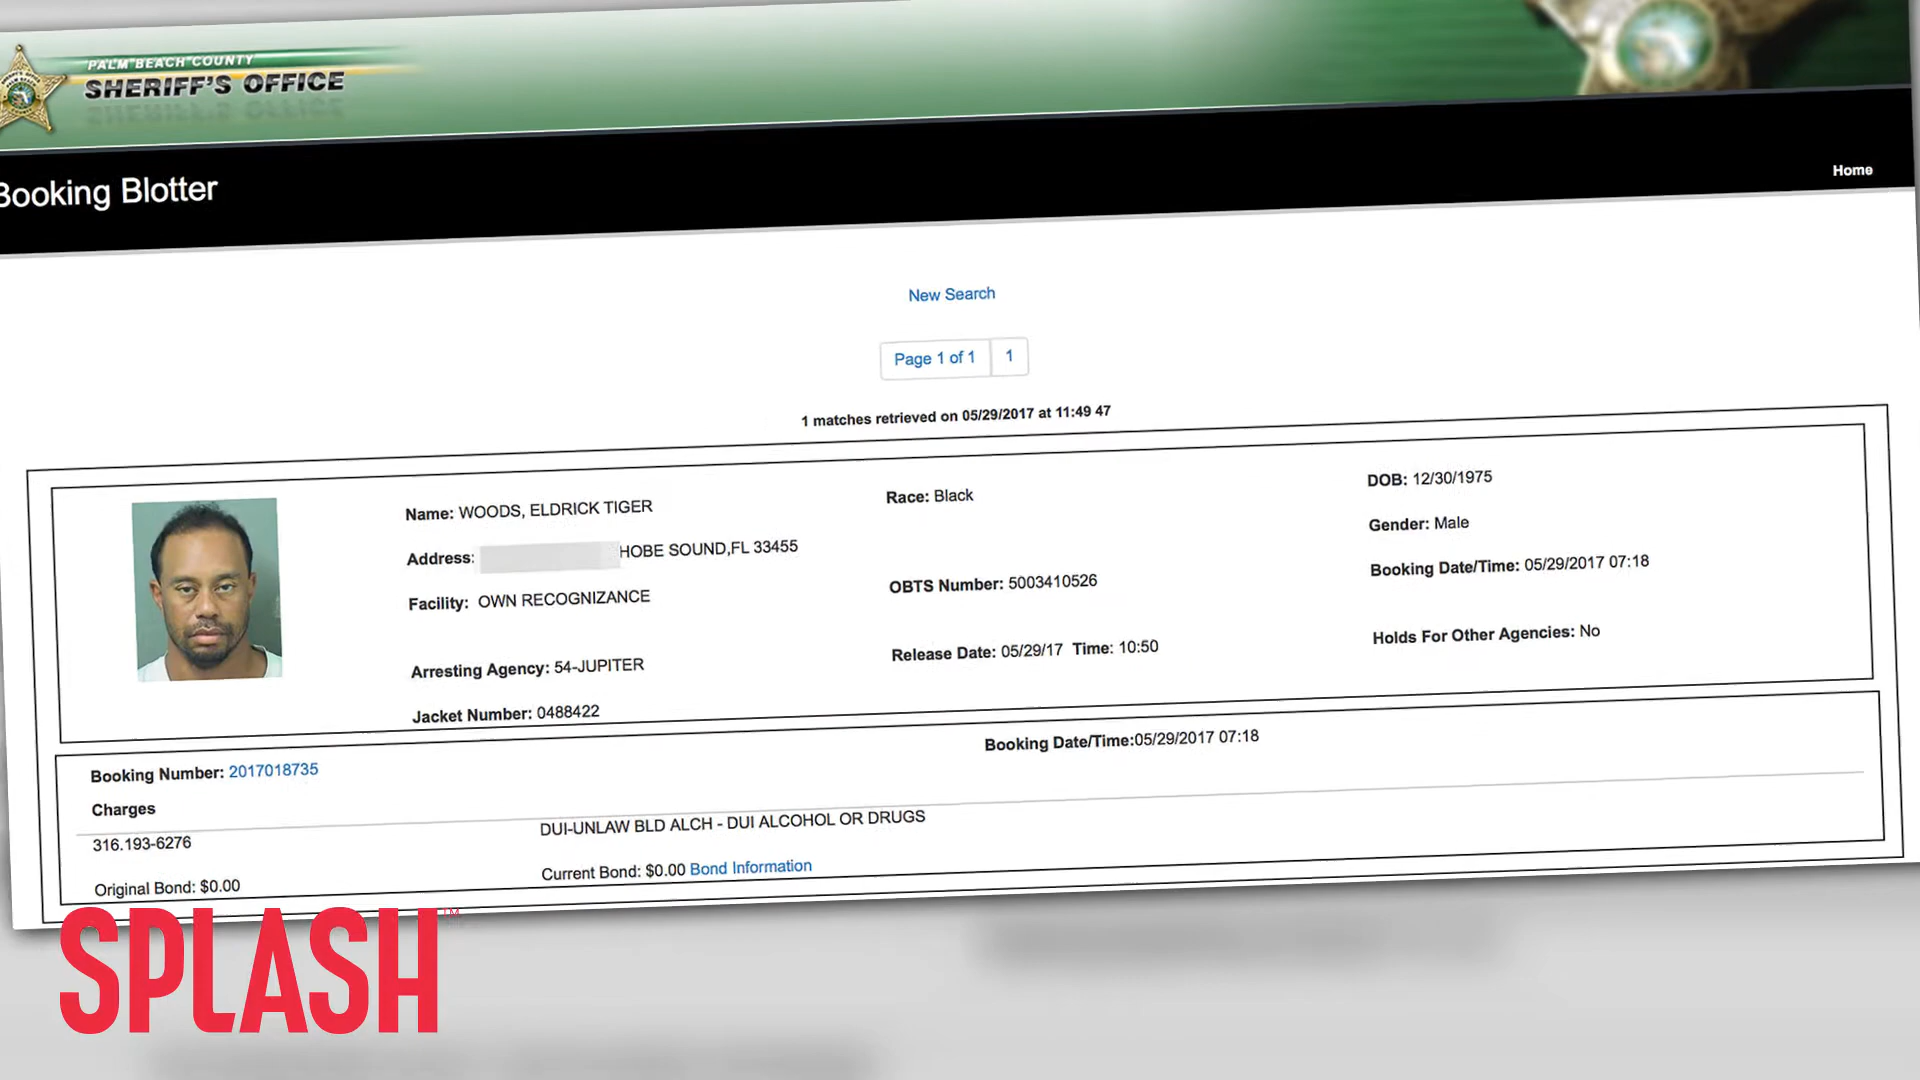 PALM BEACH COUNTY
SHERIFF'S OFFICE
Booking Blotter
Home
New Search
Page 1 of 1 1
1 matches retrieved on 05/29/2017 at 11:49 47
Name: WOODS, ELDRICK TIGER
Race: Black
DOB: 12/30/1975
Gender: Male
Address: HOBE SOUND,FL 33455
OBTS Number: 5003410526
Booking Date/Time: 05/29/2017 07:18
Facility: OWN RECOGNIZANCE
Arresting Agency: 54-JUPITER
Release Date: 05/29/17 Time: 10:50
Holds For Other Agencies: No
Jacket Number: 0488422
Booking Number: 2017018735
Booking Date/Time:05/29/2017 07:18
Charges
316.193-6276
DUI-UNLAW BLD ALCH - DUI ALCOHOL OR DRUGS
Original Bond: $0.00
Current Bond: $0.00 Bond Information
SPLASH™